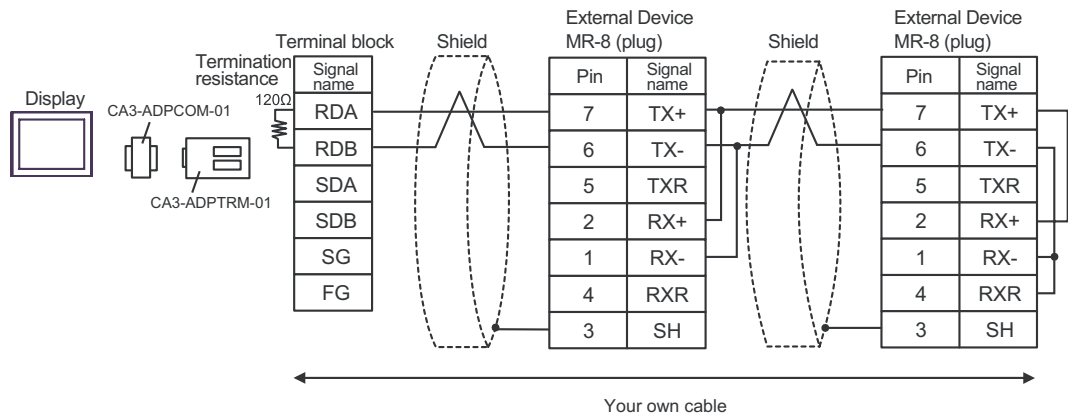 Display
CA3-ADPCOM-01
CA3-ADPTRM-01
Termination
resistance
120Ω
Terminal block
Signal
name
RDA
RDB
SDA
SDB
SG
FG
Shield
External Device
MR-8 (plug)
Pin Signal
name
7 TX+
6 TX-
5 TXR
2 RX+
1 RX-
4 RXR
3 SH
Shield
External Device
MR-8 (plug)
Pin Signal
name
7 TX+
6 TX-
5 TXR
2 RX+
1 RX-
4 RXR
3 SH
Your own cable